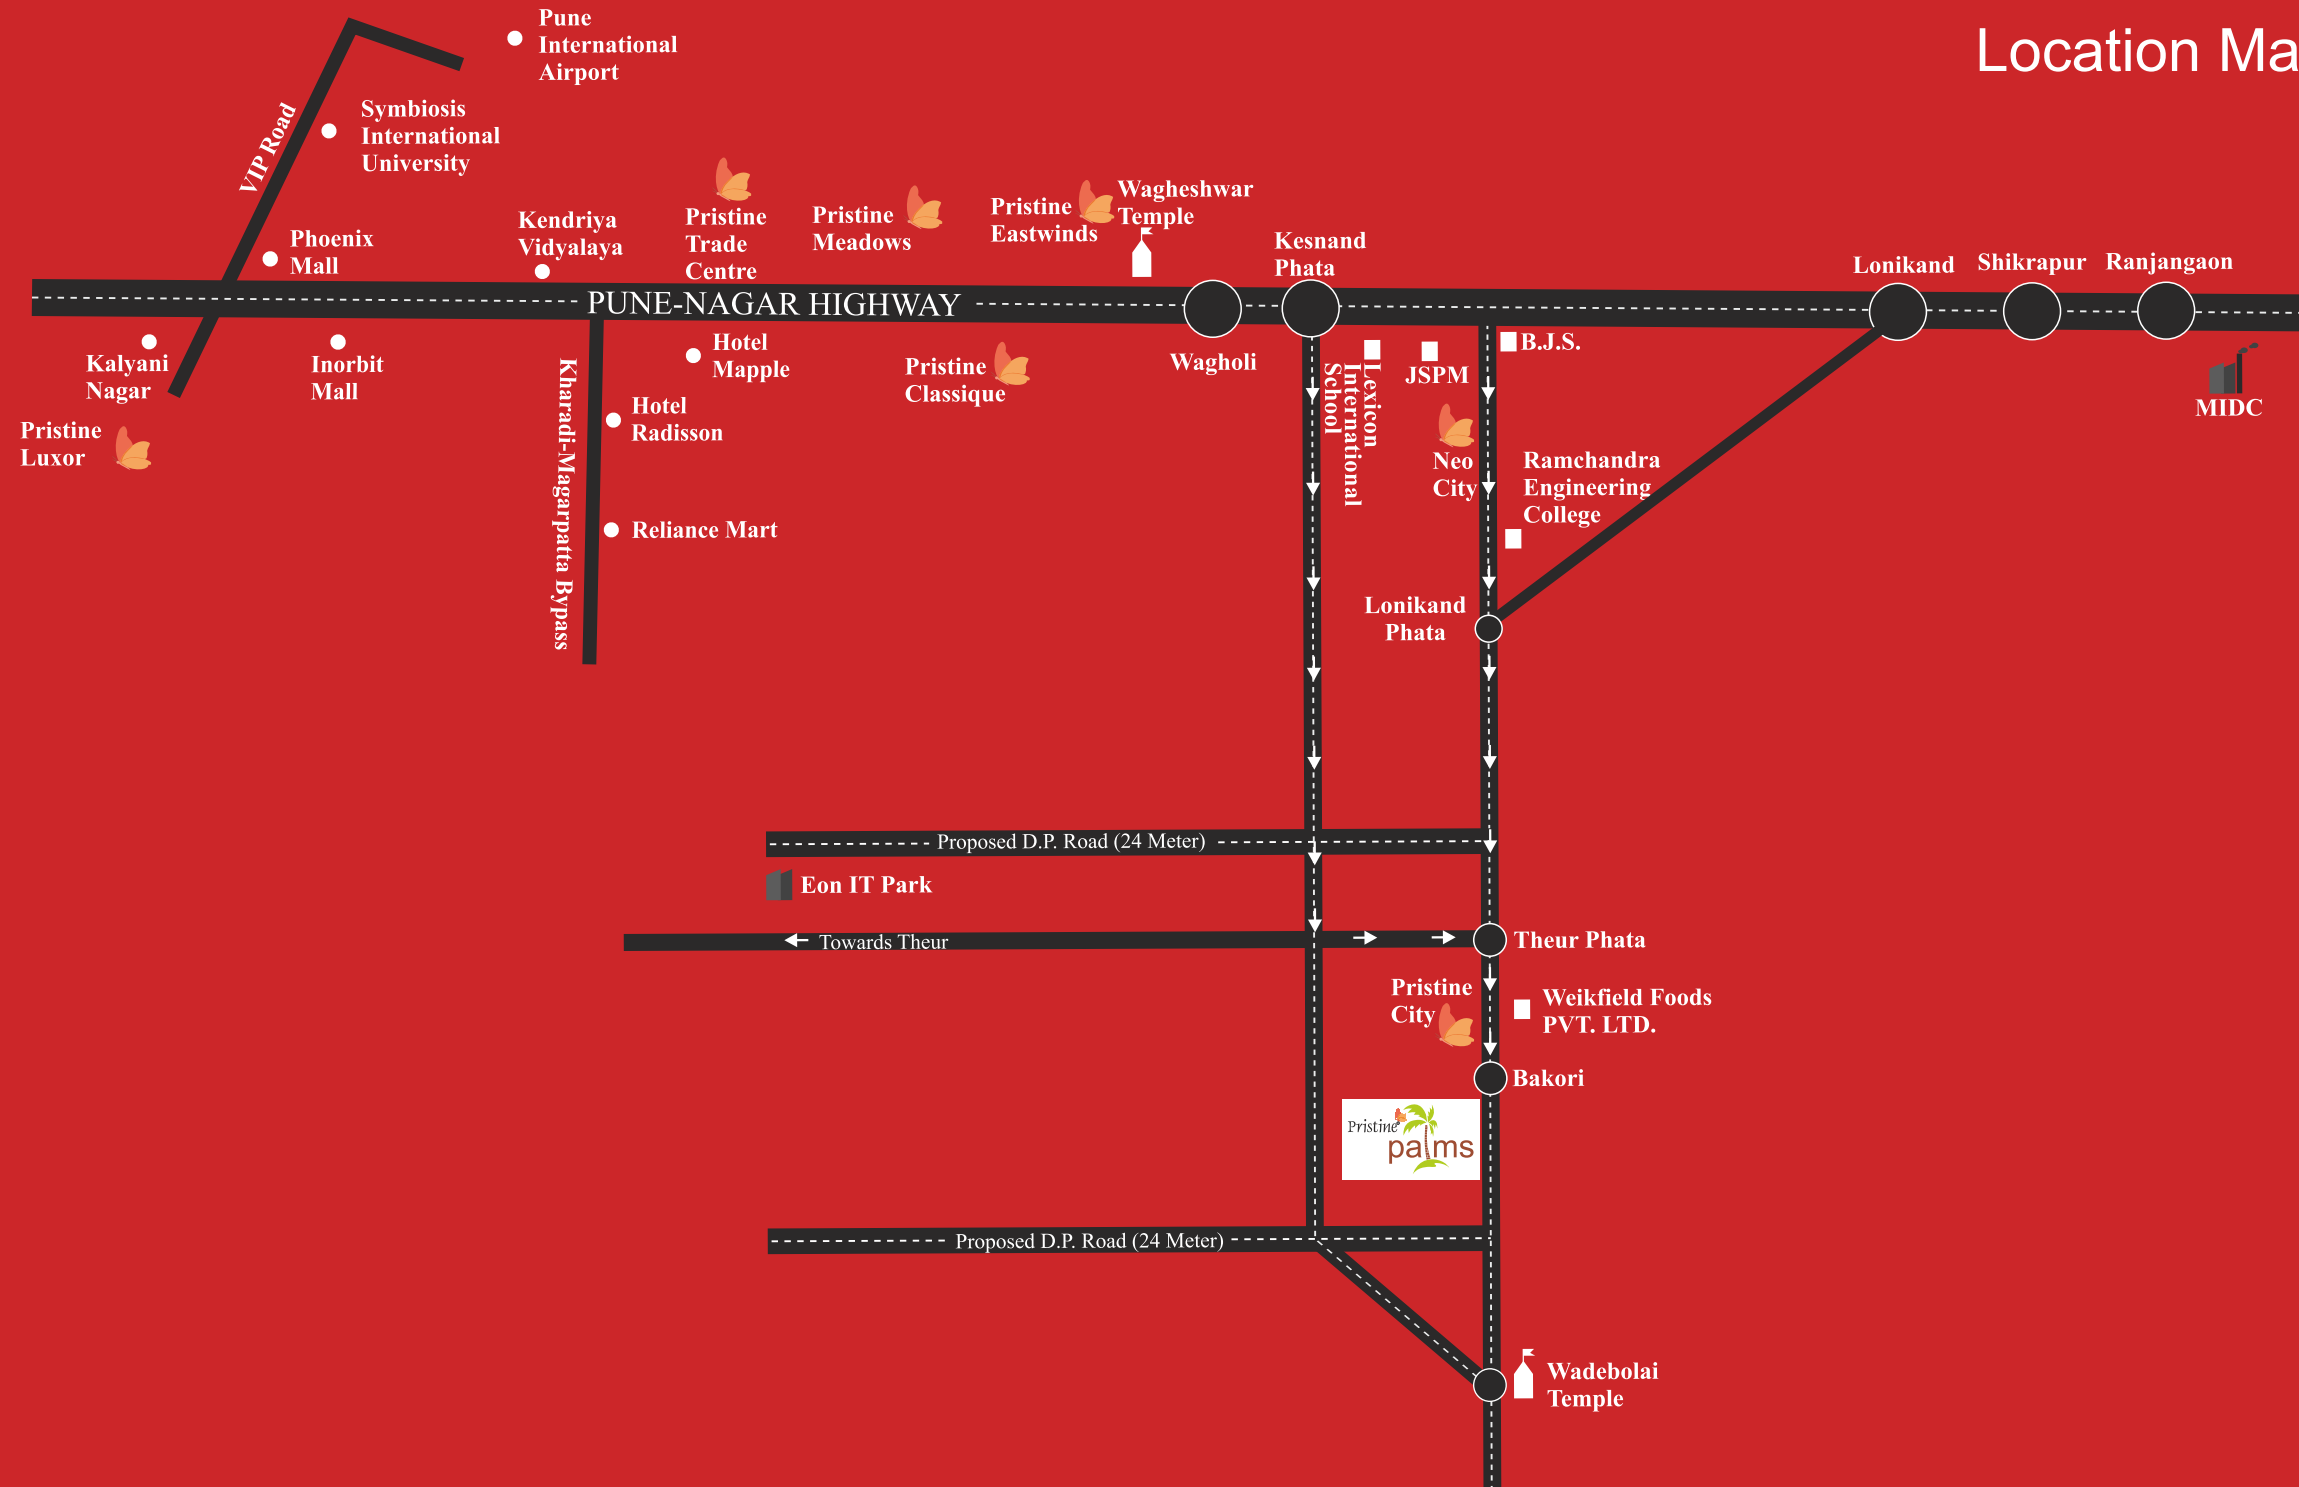 Pune
International
Airport
Location Ma
VIP Road
Symbiosis
International
University
Phoenix
Mall
Kendriya
Vidyalaya
Pristine
Trade
Centre
Pristine
Meadows
Pristine
Eastwinds
Wagheshwar
Temple
Kesnand
Phata
Lonikand
Shikrapur
Ranjangaon
PUNE-NAGAR HIGHWAY
Kalyani
Nagar
Inorbit
Mall
Pristine
Luxor
Kharadi-Magarpatta Bypass
Hotel
Mapple
Hotel
Radisson
Reliance Mart
Pristine
Classique
Wagholi
Lexicon
International
School
JSPM
B.J.S.
MIDC
Neo
City
Ramchandra
Engineering
College
Lonikand
Phata
Proposed D.P. Road (24 Meter)
Eon IT Park
Towards Theur
Theur Phata
Pristine
City
Weikfield Foods
PVT. LTD.
Bakori
Pristine
palms
Proposed D.P. Road (24 Meter)
Wadebolai
Temple